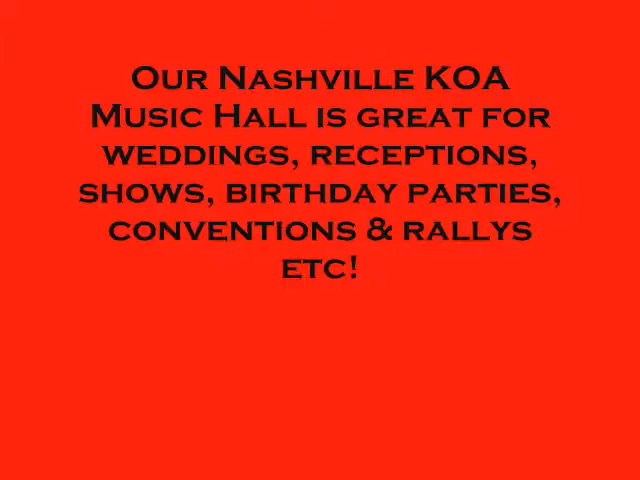 Our Nashville KOA
Music Hall is great for
weddings, receptions,
shows, birthday parties,
conventions & rallys
etc!